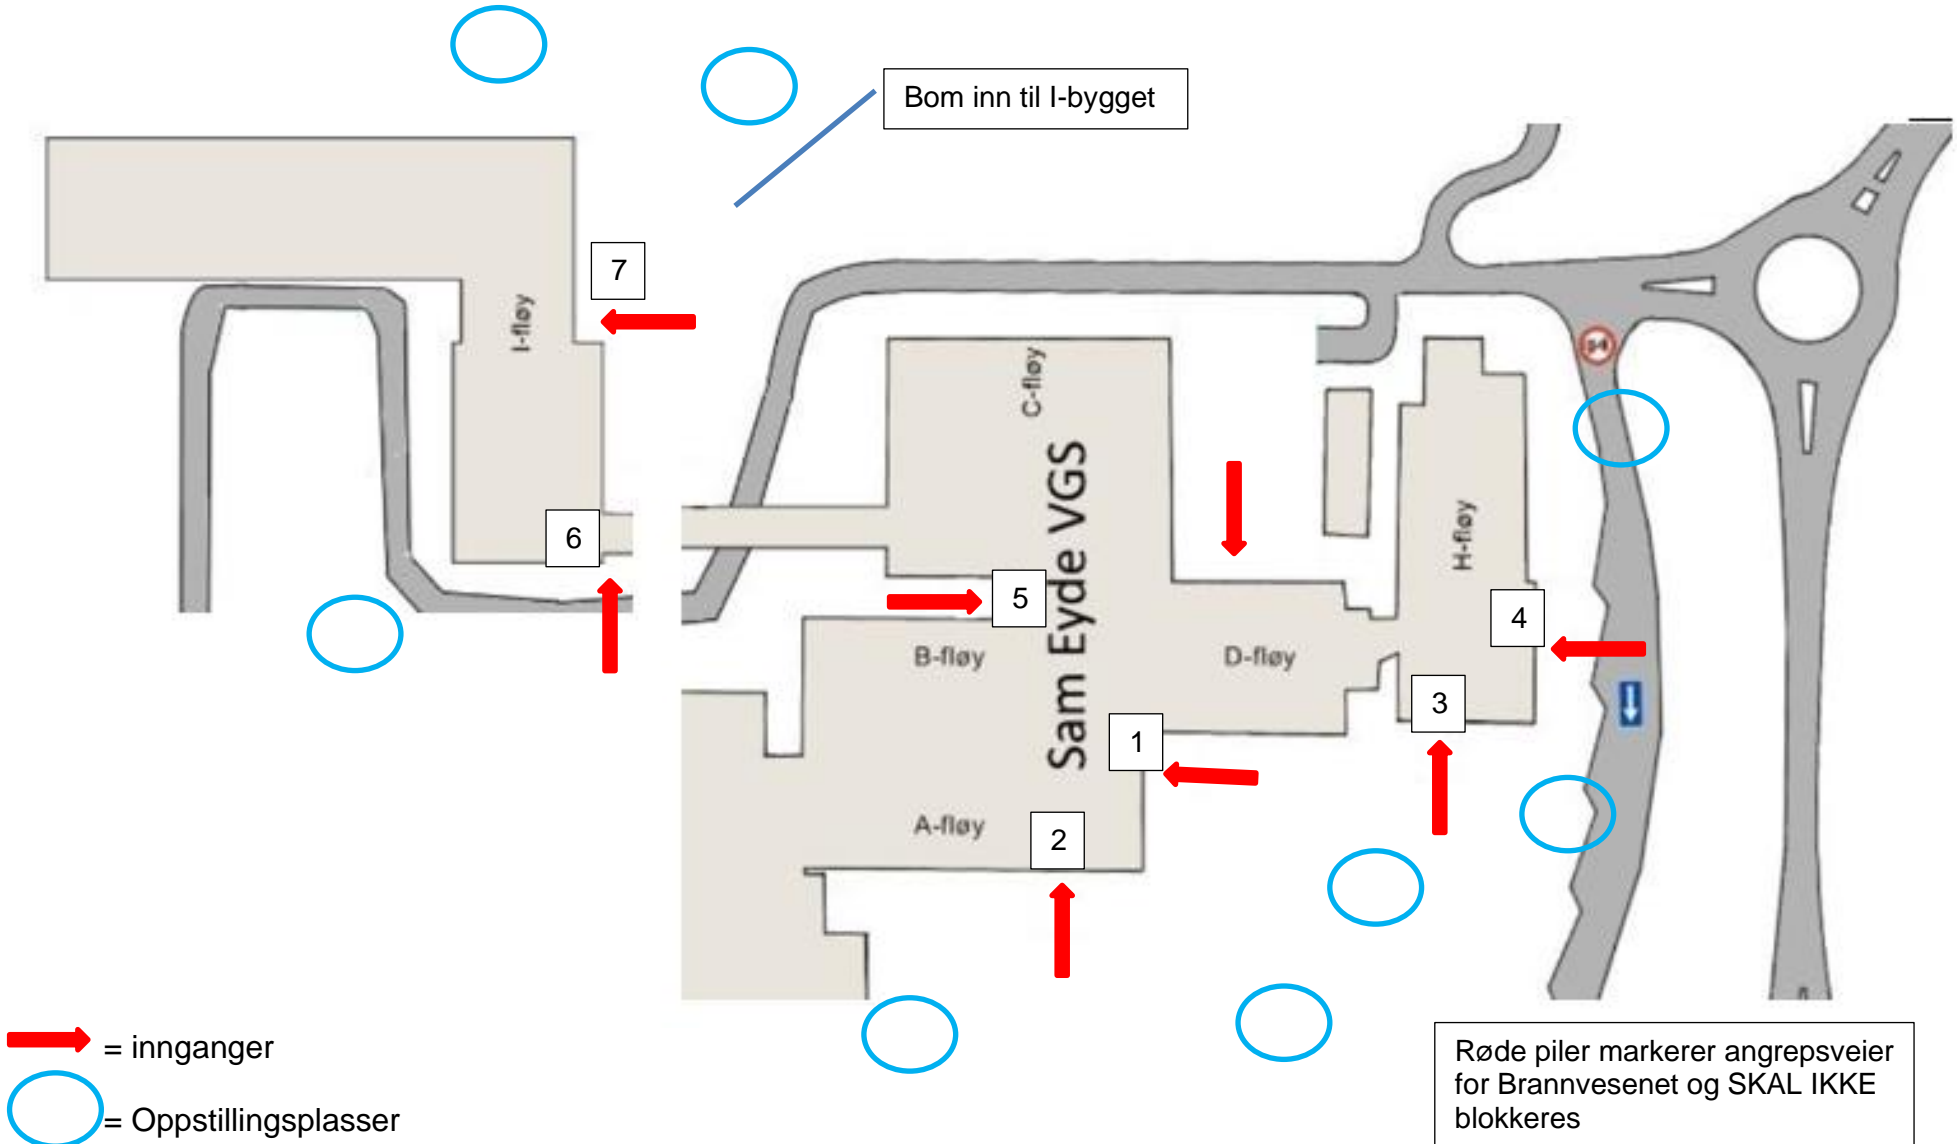 Bom inn til I-bygget
7
I-fløy
C-fløy
6
5
Sam Eyde VGS
H-fløy
4
B-fløy
D-fløy
3
1
A-fløy
2
= innganger
= Oppstillingsplasser
Røde piler markerer angrepsveier
for Brannvesenet og SKAL IKKE
blokkeres